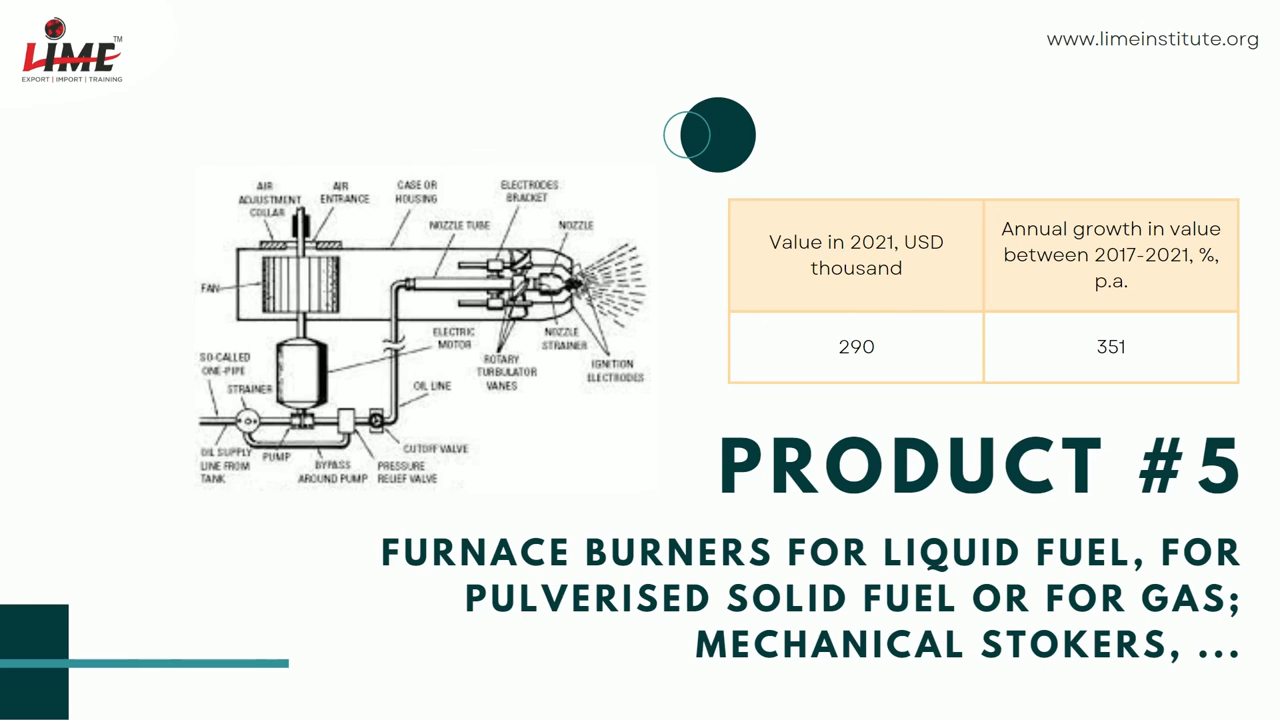 LIME
TM
EXPORT | IMPORT | TRAINING
www.limeinstitute.org
AIR
ADJUSTMENT
COLLAR
AIR
ENTRANCE
CASE OR
HOUSING
ELECTRODES
BRACKET
NOZZLE TUBE
NOZZLE
FAN
ELECTRIC
MOTOR
NOZZLE
STRAINER
SO-CALLED
ONE-PIPE
ROTARY
TURBULATOR
VANES
IGNITION
ELECTRODES
STRAINER
OIL LINE
OIL SUPPLY
LINE FROM
TANK
PUMP
BYPASS
AROUND PUMP
PRESSURE
RELIEF VALVE
CUTOFF VALVE
Value in 2021, USD
thousand
Annual growth in value
between 2017-2021, %,
p.a.
290
351
PRODUCT #5
FURNACE BURNERS FOR LIQUID FUEL, FOR
PULVERISED SOLID FUEL OR FOR GAS;
MECHANICAL STOKERS, ...